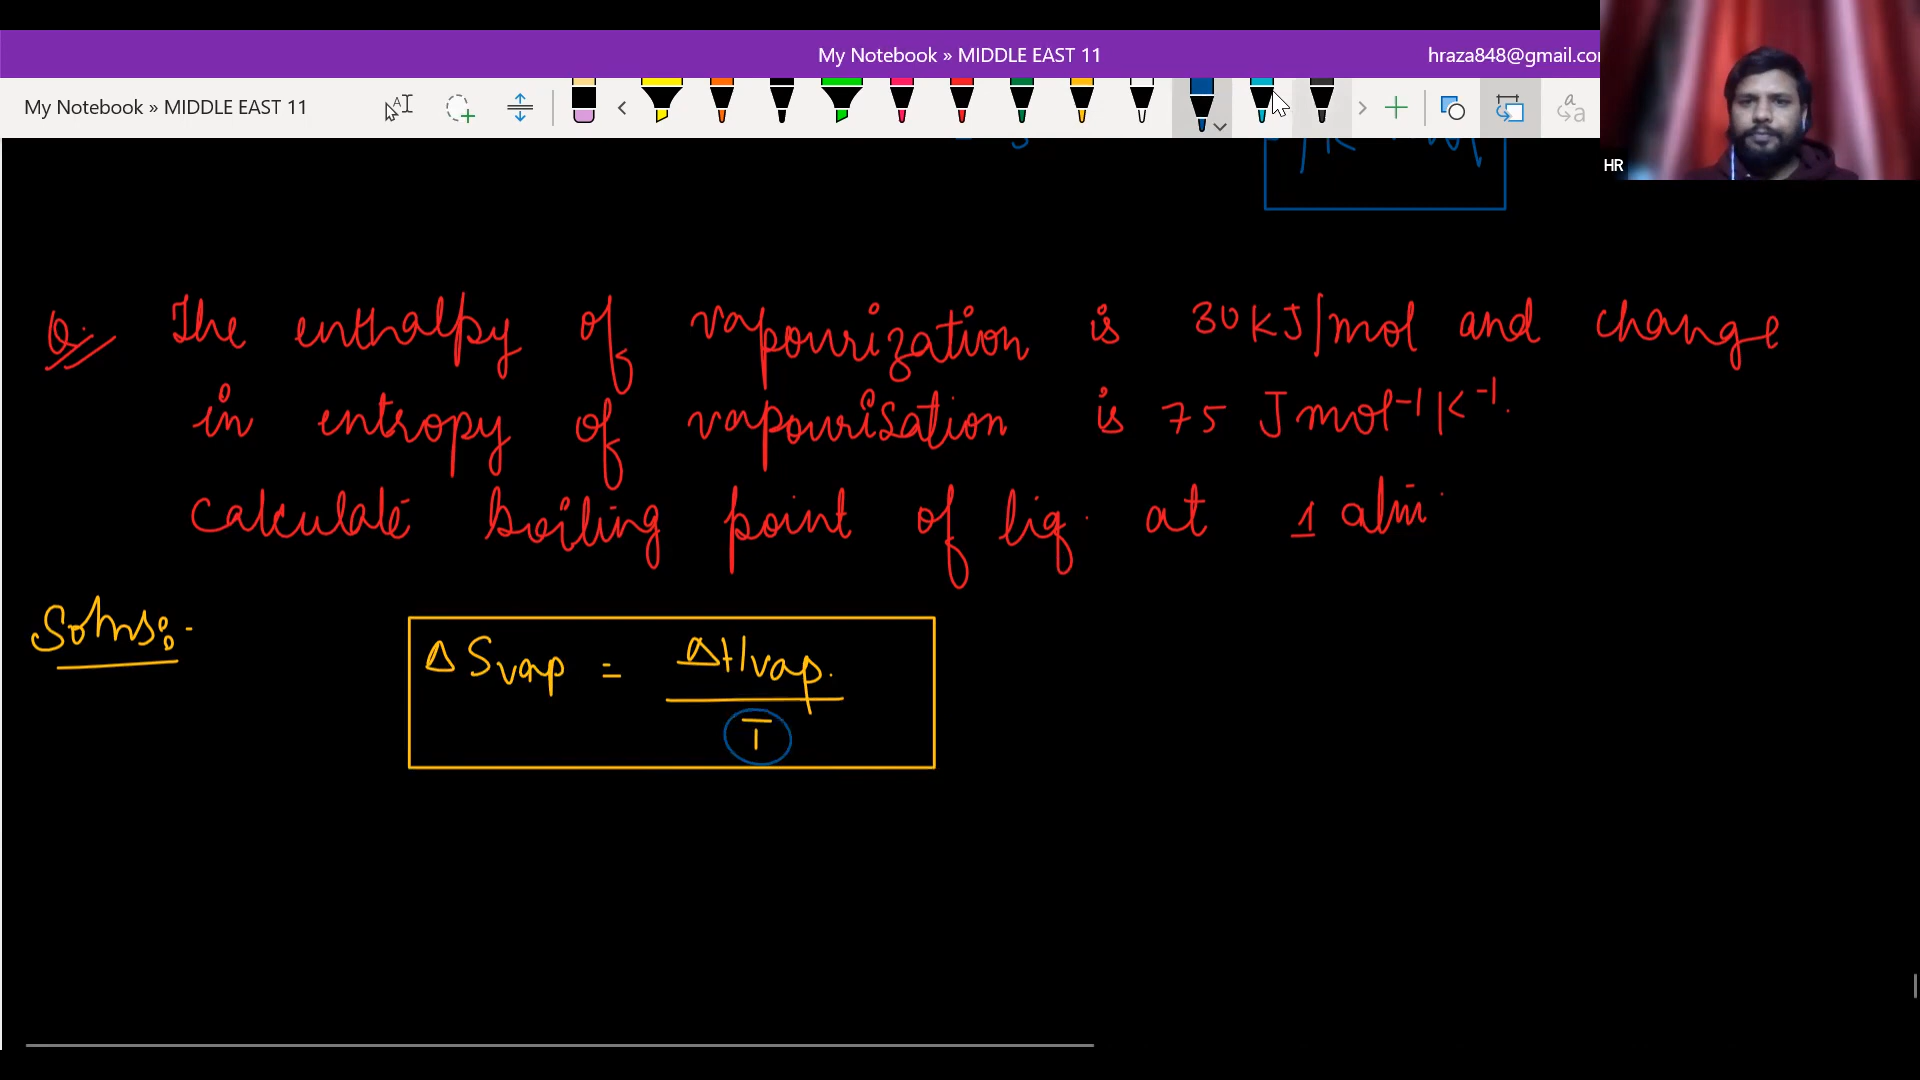 My Notebook » MIDDLE EAST 11
hraza848@gmail.co
My Notebook » MIDDLE EAST 11
HR
Q:- The enthalpy of vapourization is 30 KJ/mol and change
in entropy of vapourisation is 75 J mol⁻¹ K⁻¹.
Calculate boiling point of liq. at 1 atm.
Solns:-
ΔSvap = ΔHvap.
T